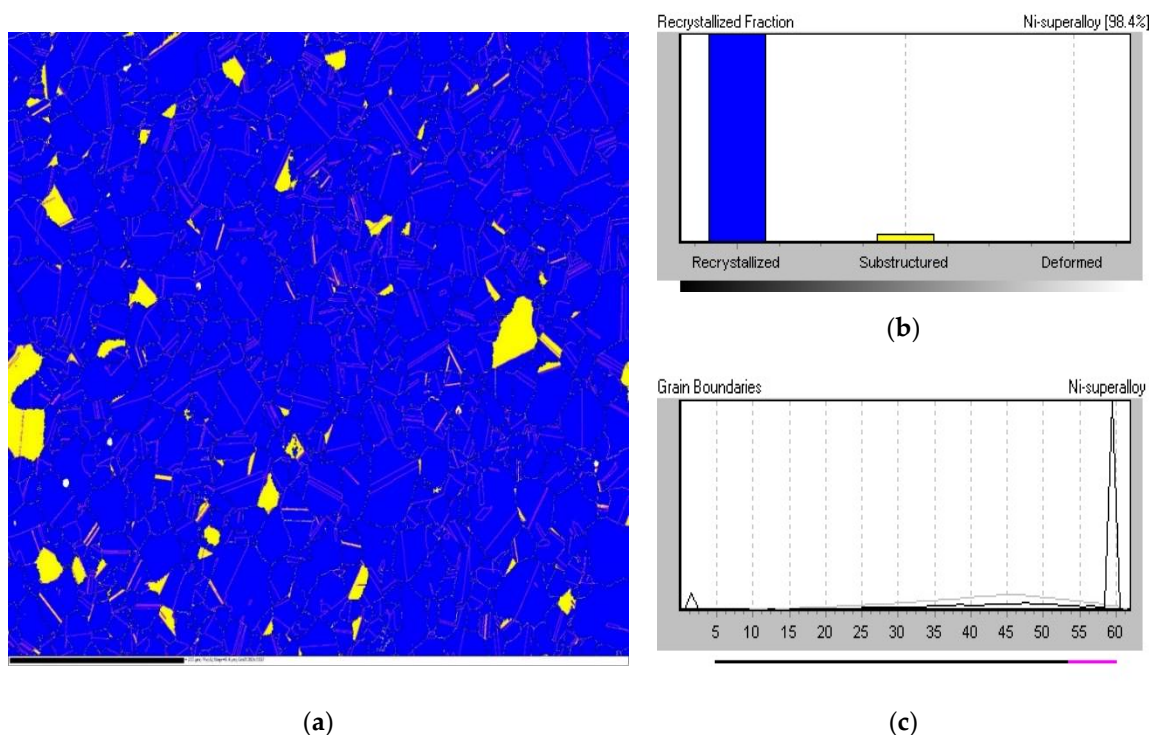 Recrystallized Fraction Ni-superalloy [98.4%]
Recrystallized Substructured Deformed
(b)
Grain Boundaries Ni-superalloy
5 10 15 20 25 30 35 40 45 50 55 60
(a) (c)